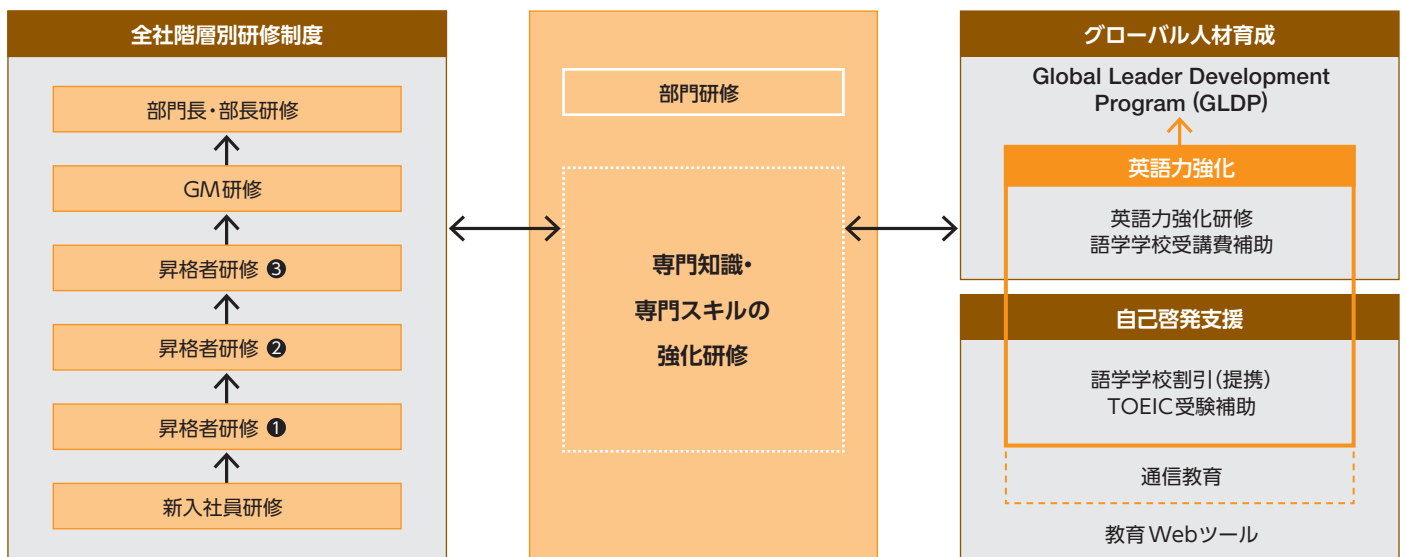 全社階層別研修制度
部門長・部長研修
GM研修
昇格者研修 ❸
昇格者研修 ❷
昇格者研修 ❶
新入社員研修
部門研修
専門知識・
専門スキルの
強化研修
グローバル人材育成
Global Leader Development
Program (GLDP)
英語力強化
英語力強化研修
語学学校受講費補助
自己啓発支援
語学学校割引(提携)
TOEIC受験補助
通信教育
教育Webツール